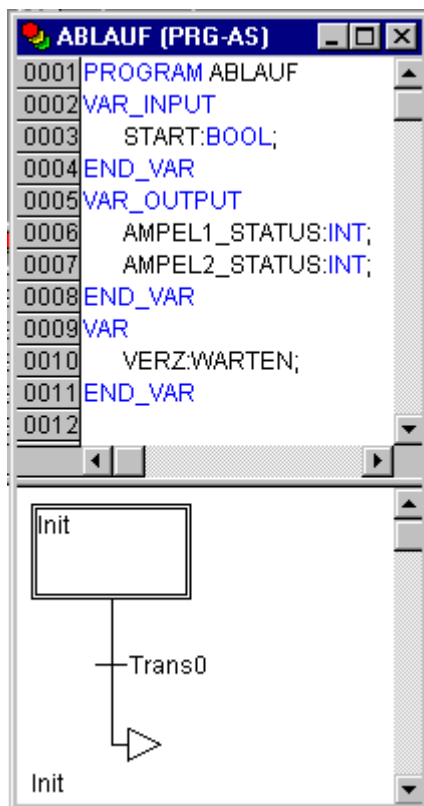 ABLAUF (PRG-AS)
0001 PROGRAM ABLAUF
0002 VAR_INPUT
0003 START:BOOL;
0004 END_VAR
0005 VAR_OUTPUT
0006 AMPEL1_STATUS:INT;
0007 AMPEL2_STATUS:INT;
0008 END_VAR
0009 VAR
0010 VERZ:WARTEN;
0011 END_VAR
0012
Init
Trans0
Init